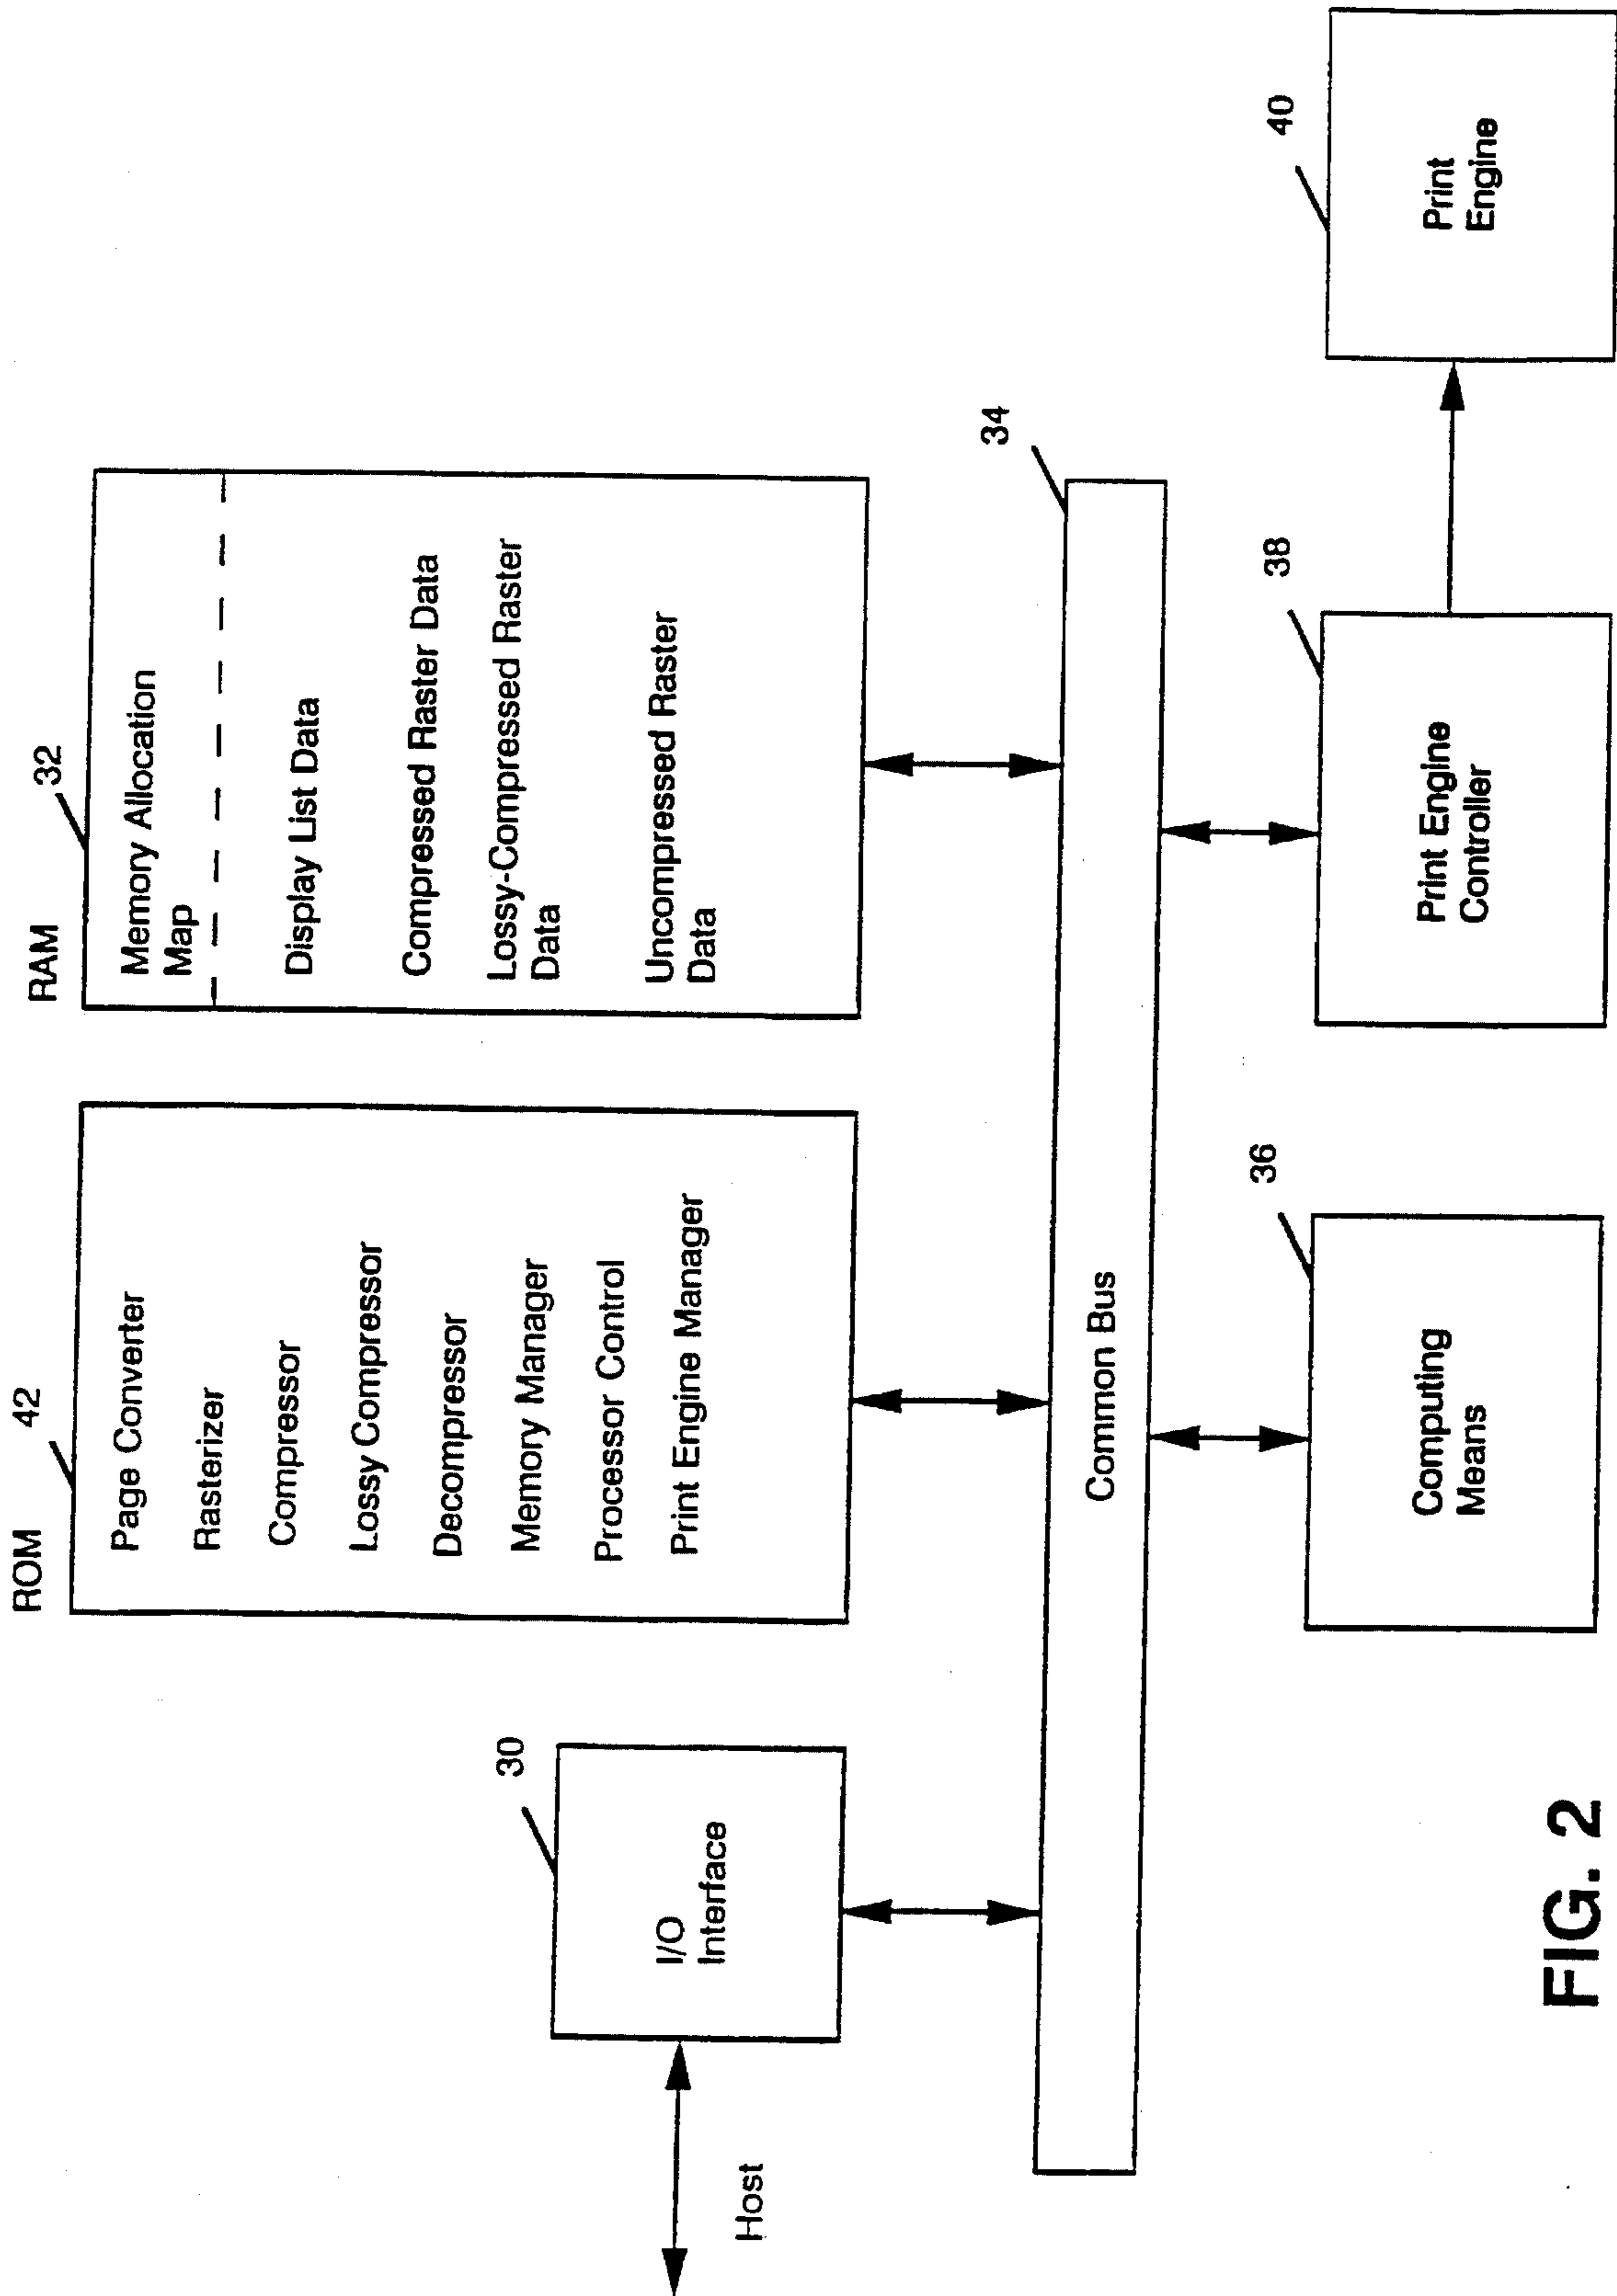 ROM
42
Page Converter
Rasterizer
Compressor
Lossy Compressor
Decompressor
Memory Manager
Processor Control
Print Engine Manager
RAM
32
Memory Allocation
Map
Display List Data
Compressed Raster Data
Lossy-Compressed Raster
Data
Uncompressed Raster
Data
30
I/O
Interface
Host
34
Common Bus
36
Computing
Means
38
Print Engine
Controller
40
Print
Engine
FIG. 2